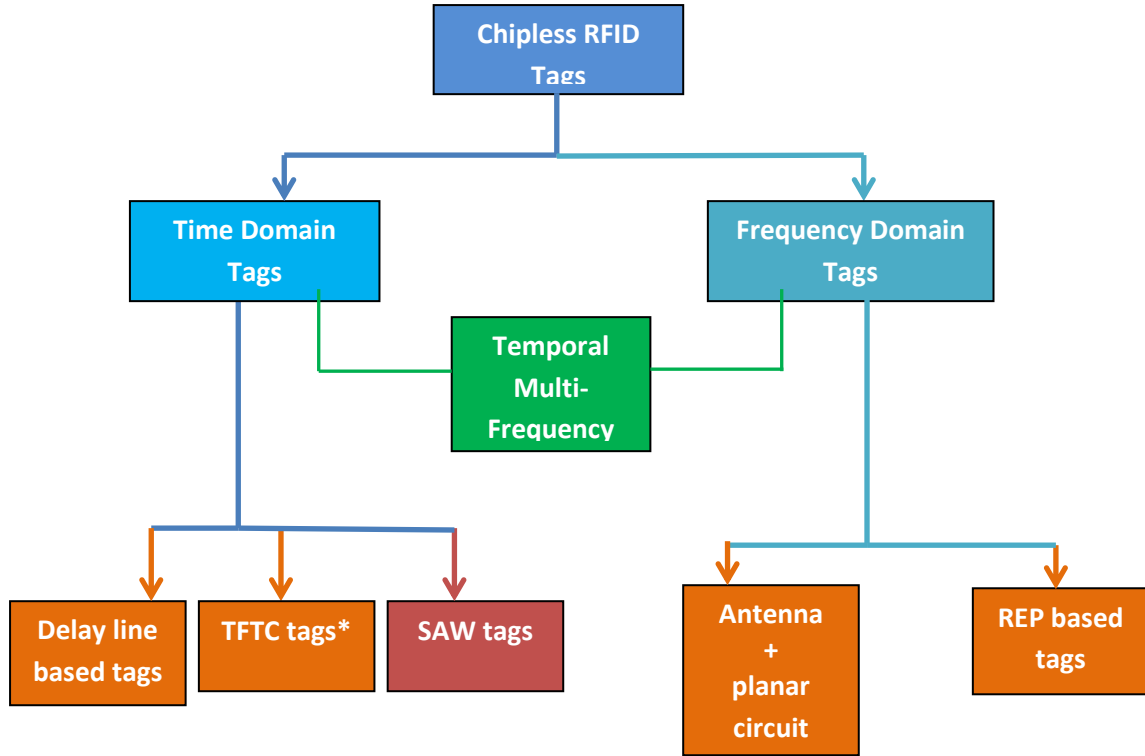 Chipless RFID
Tags
Time Domain
Tags
Frequency Domain
Tags
Temporal
Multi-
Frequency
Delay line
based tags
TFTC tags*
SAW tags
Antenna
+
planar
circuit
REP based
tags